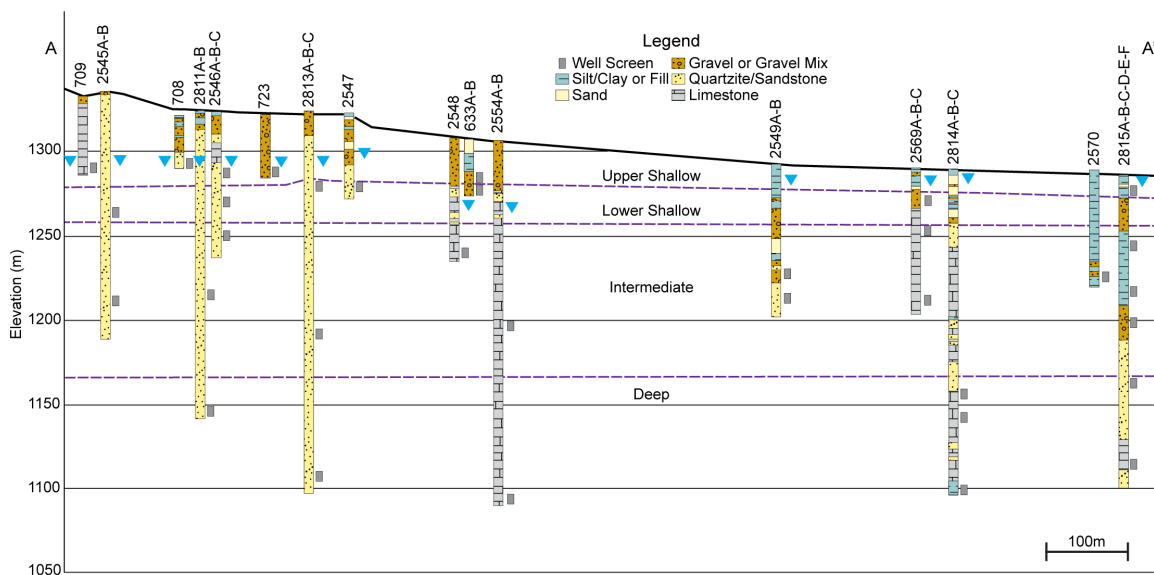 A
A'
709
2545A-B
708
2811A-B
2546A-B-C
723
2813A-B-C
2547
2548
633A-B
2554A-B
2549A-B
2569A-B-C
2814A-B-C
2570
2815A-B-C-D-E-F
Legend
Well Screen
Gravel or Gravel Mix
Silt/Clay or Fill
Quartzite/Sandstone
Sand
Limestone
Elevation (m)
1300
1250
1200
1150
1100
1050
Upper Shallow
Lower Shallow
Intermediate
Deep
100m